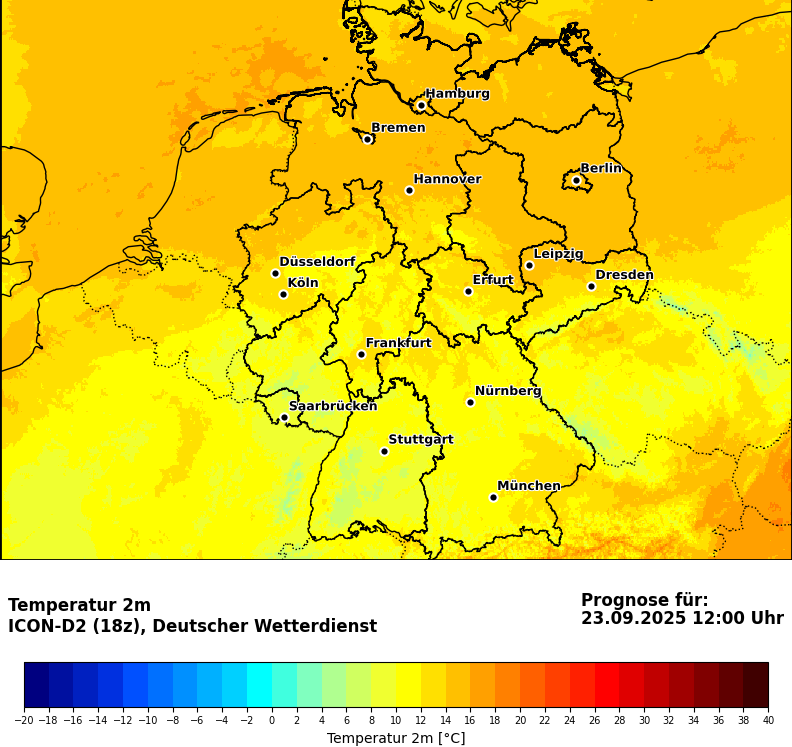 Hamburg
Bremen
Berlin
Hannover
Leipzig
Düsseldorf
Dresden
Köln
Erfurt
Frankfurt
Nürnberg
Saarbrücken
Stuttgart
München
Temperatur 2m
ICON-D2 (18z), Deutscher Wetterdienst
Prognose für:
23.09.2025 12:00 Uhr
−20 −18 −16 −14 −12 −10 −8 −6 −4 −2 0 2 4 6 8 10 12 14 16 18 20 22 24 26 28 30 32 34 36 38 40
Temperatur 2m [°C]